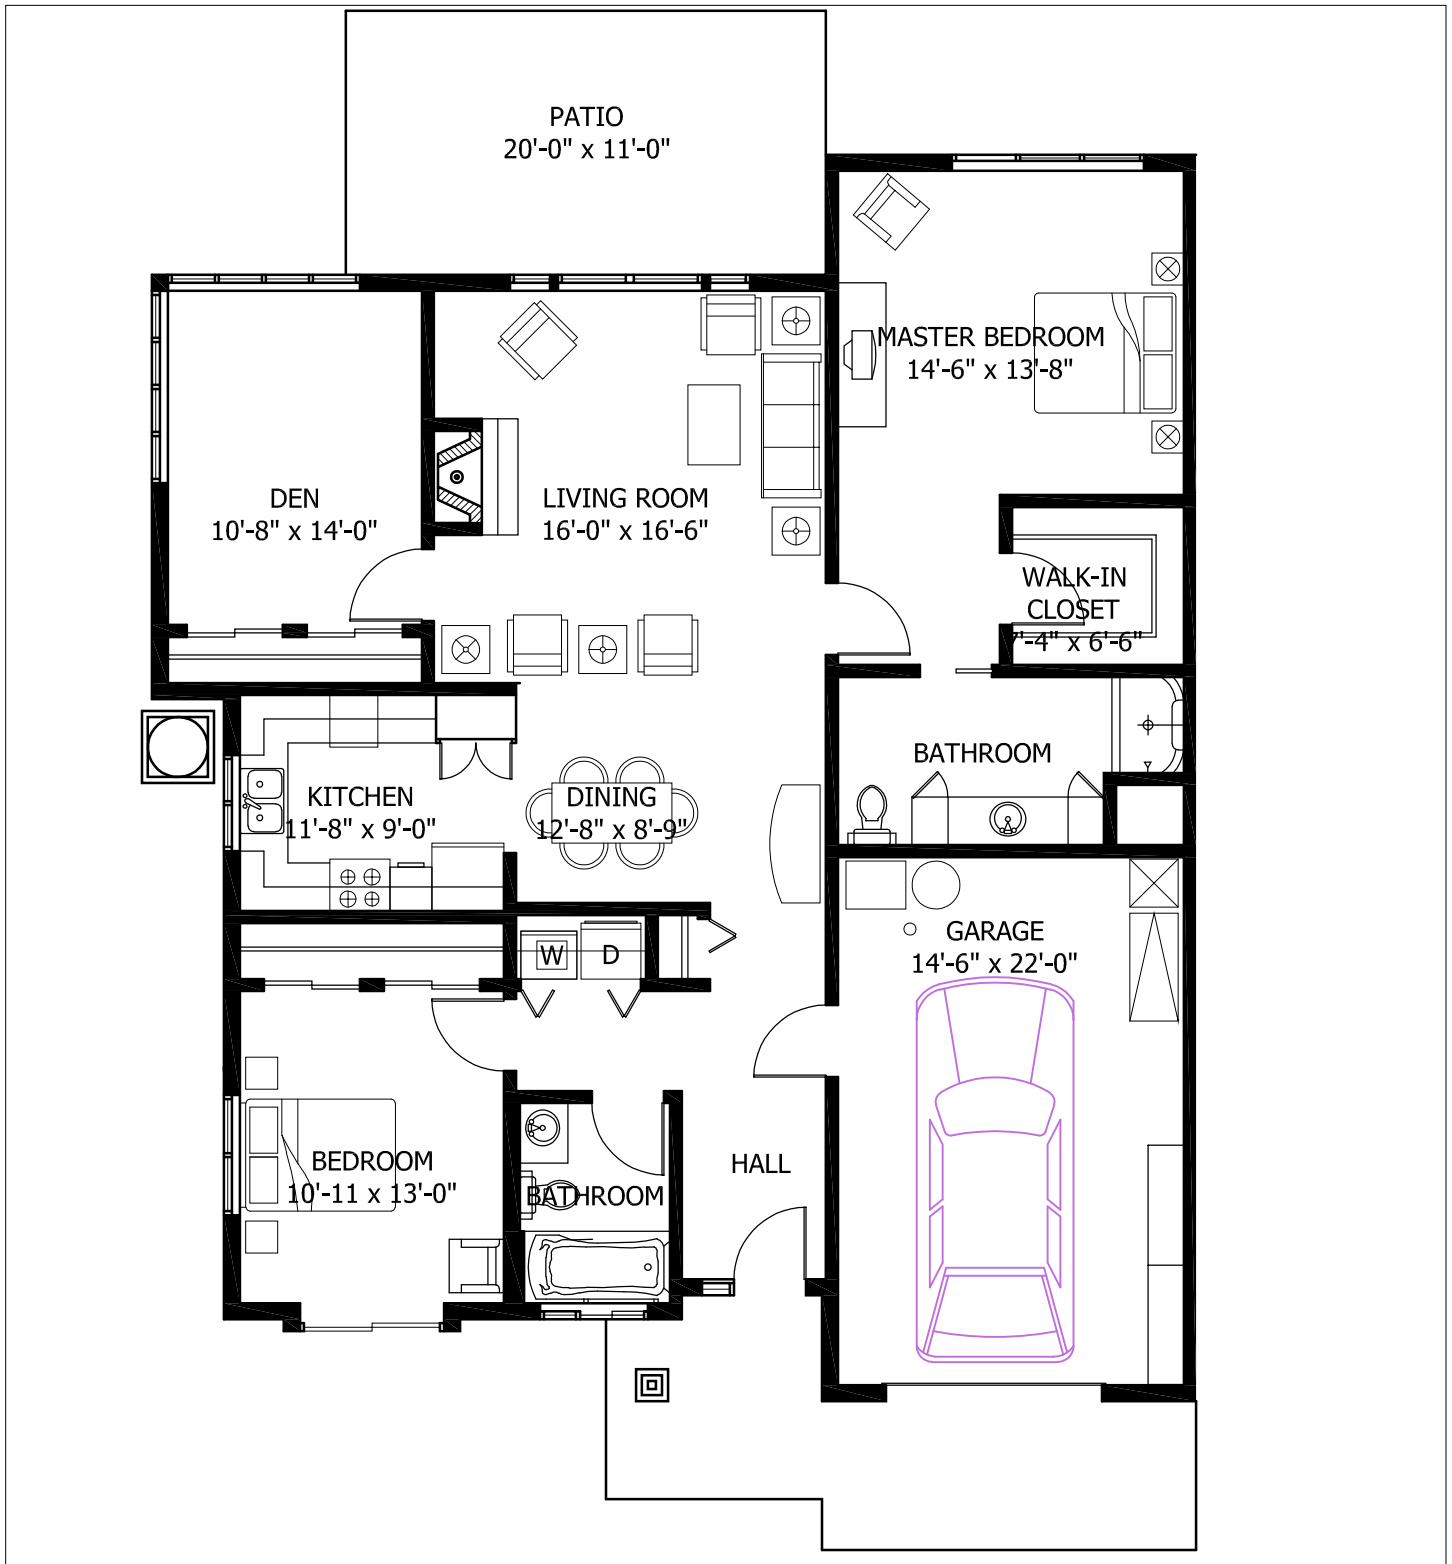 PATIO
20'-0" x 11'-0"
MASTER BEDROOM
14'-6" x 13'-8"
DEN
10'-8" x 14'-0"
LIVING ROOM
16'-0" x 16'-6"
WALK-IN
CLOSET
7'-4" x 6'-6"
BATHROOM
KITCHEN
11'-8" x 9'-0"
DINING
12'-8" x 8'-9"
GARAGE
14'-6" x 22'-0"
W
D
BEDROOM
10'-11 x 13'-0"
HALL
BATHROOM